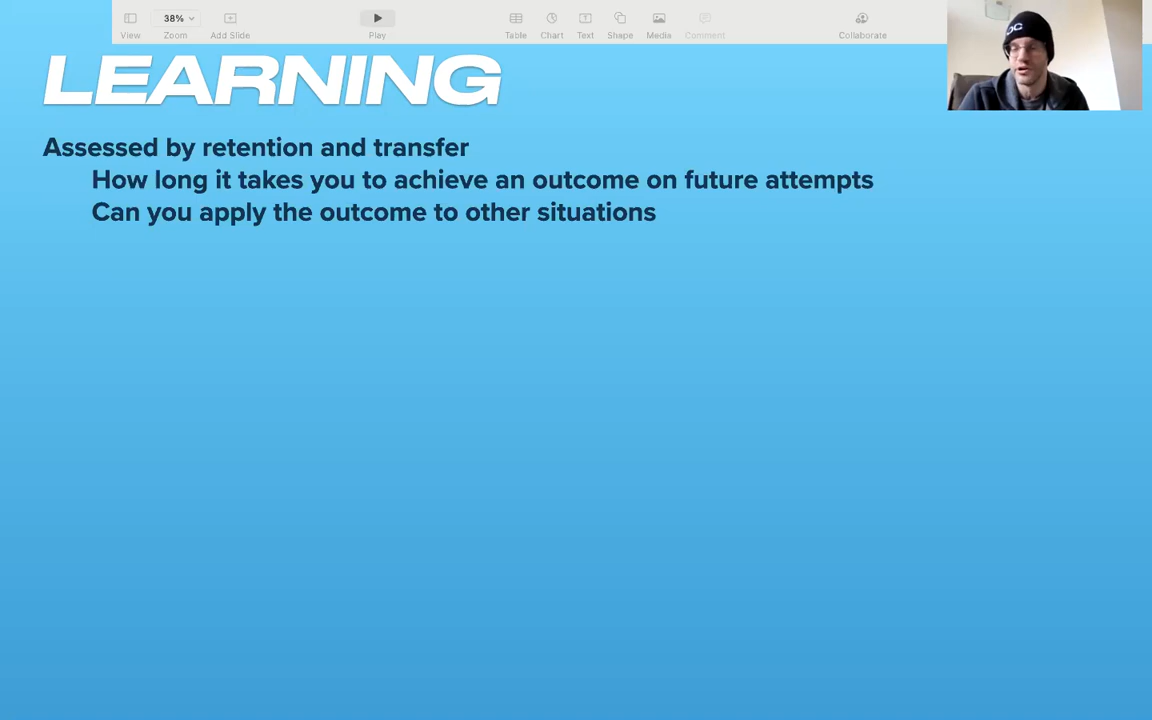 38%
View
Zoom
Add Slide
Play
Table
Chart
Text
Shape
Media
Comment
Collaborate
LEARNING
Assessed by retention and transfer
How long it takes you to achieve an outcome on future attempts
Can you apply the outcome to other situations